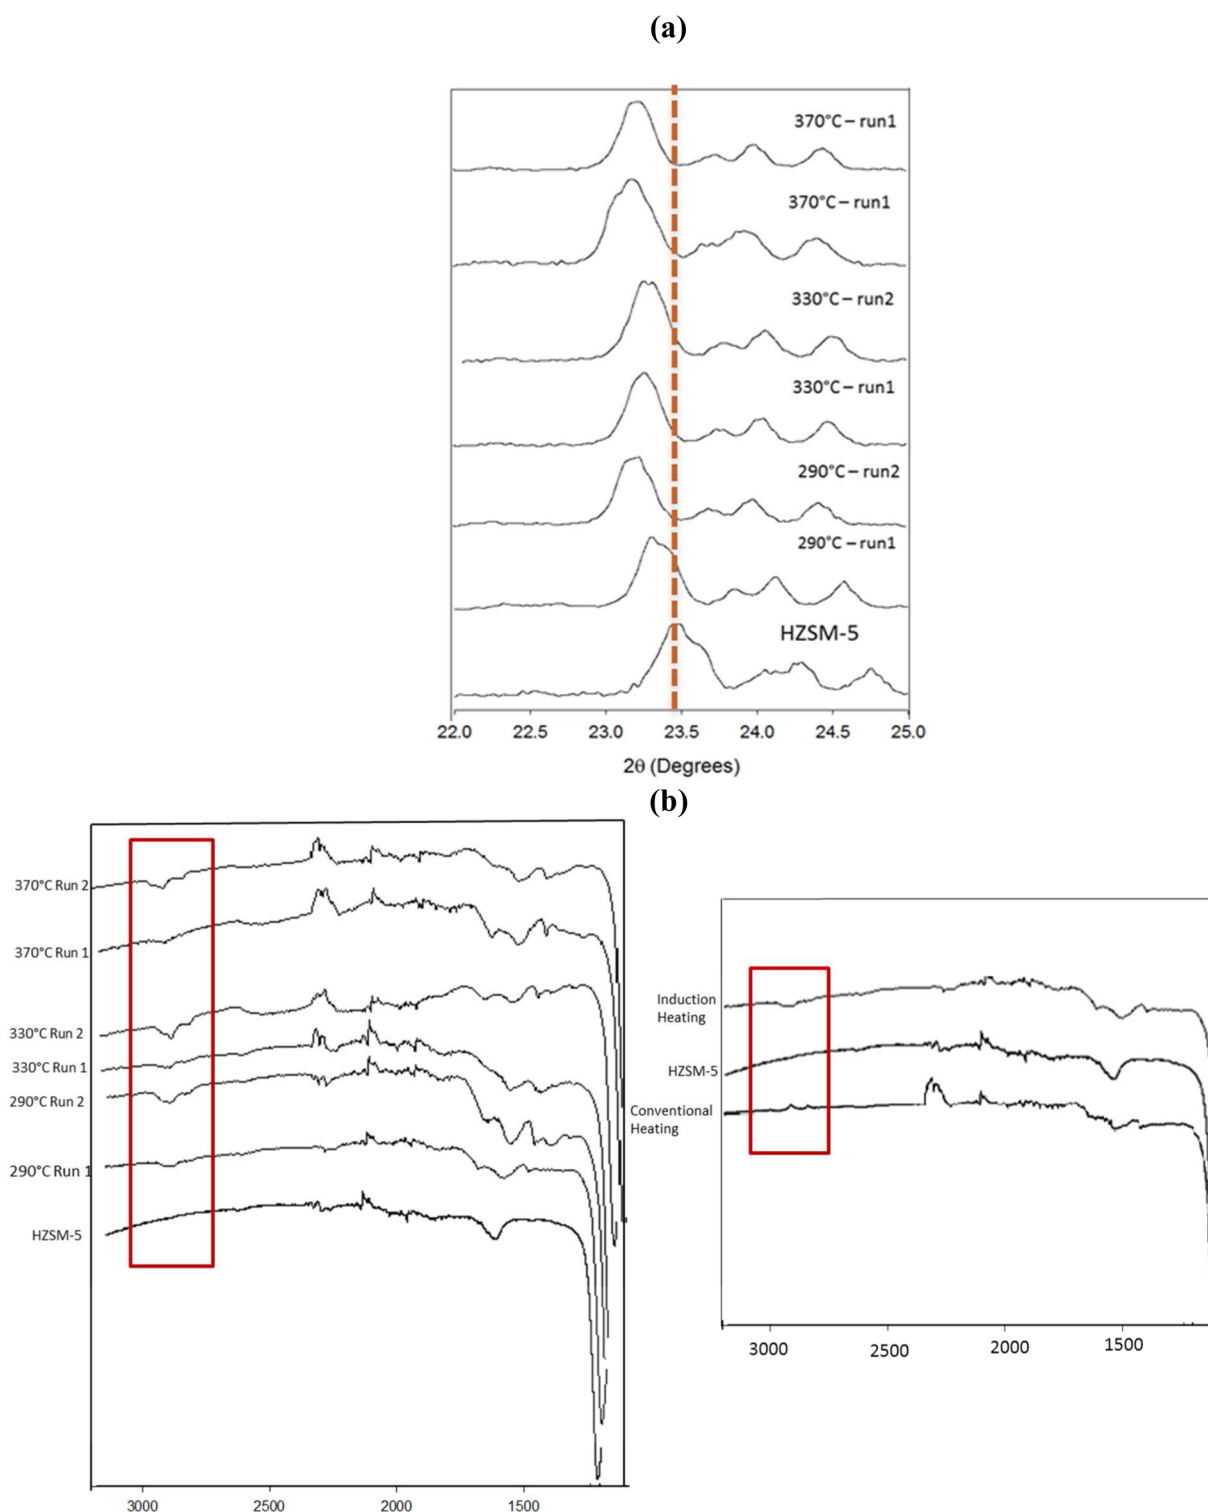 (a)
370°C – run1
370°C – run1
330°C – run2
330°C – run1
290°C – run2
290°C – run1
HZSM-5
22.0 22.5 23.0 23.5 24.0 24.5 25.0
2θ (Degrees)
(b)
370°C Run 2
370°C Run 1
330°C Run 2
330°C Run 1
290°C Run 2
290°C Run 1
HZSM-5
3000 2500 2000 1500
Induction
Heating
HZSM-5
Conventional
Heating
3000 2500 2000 1500